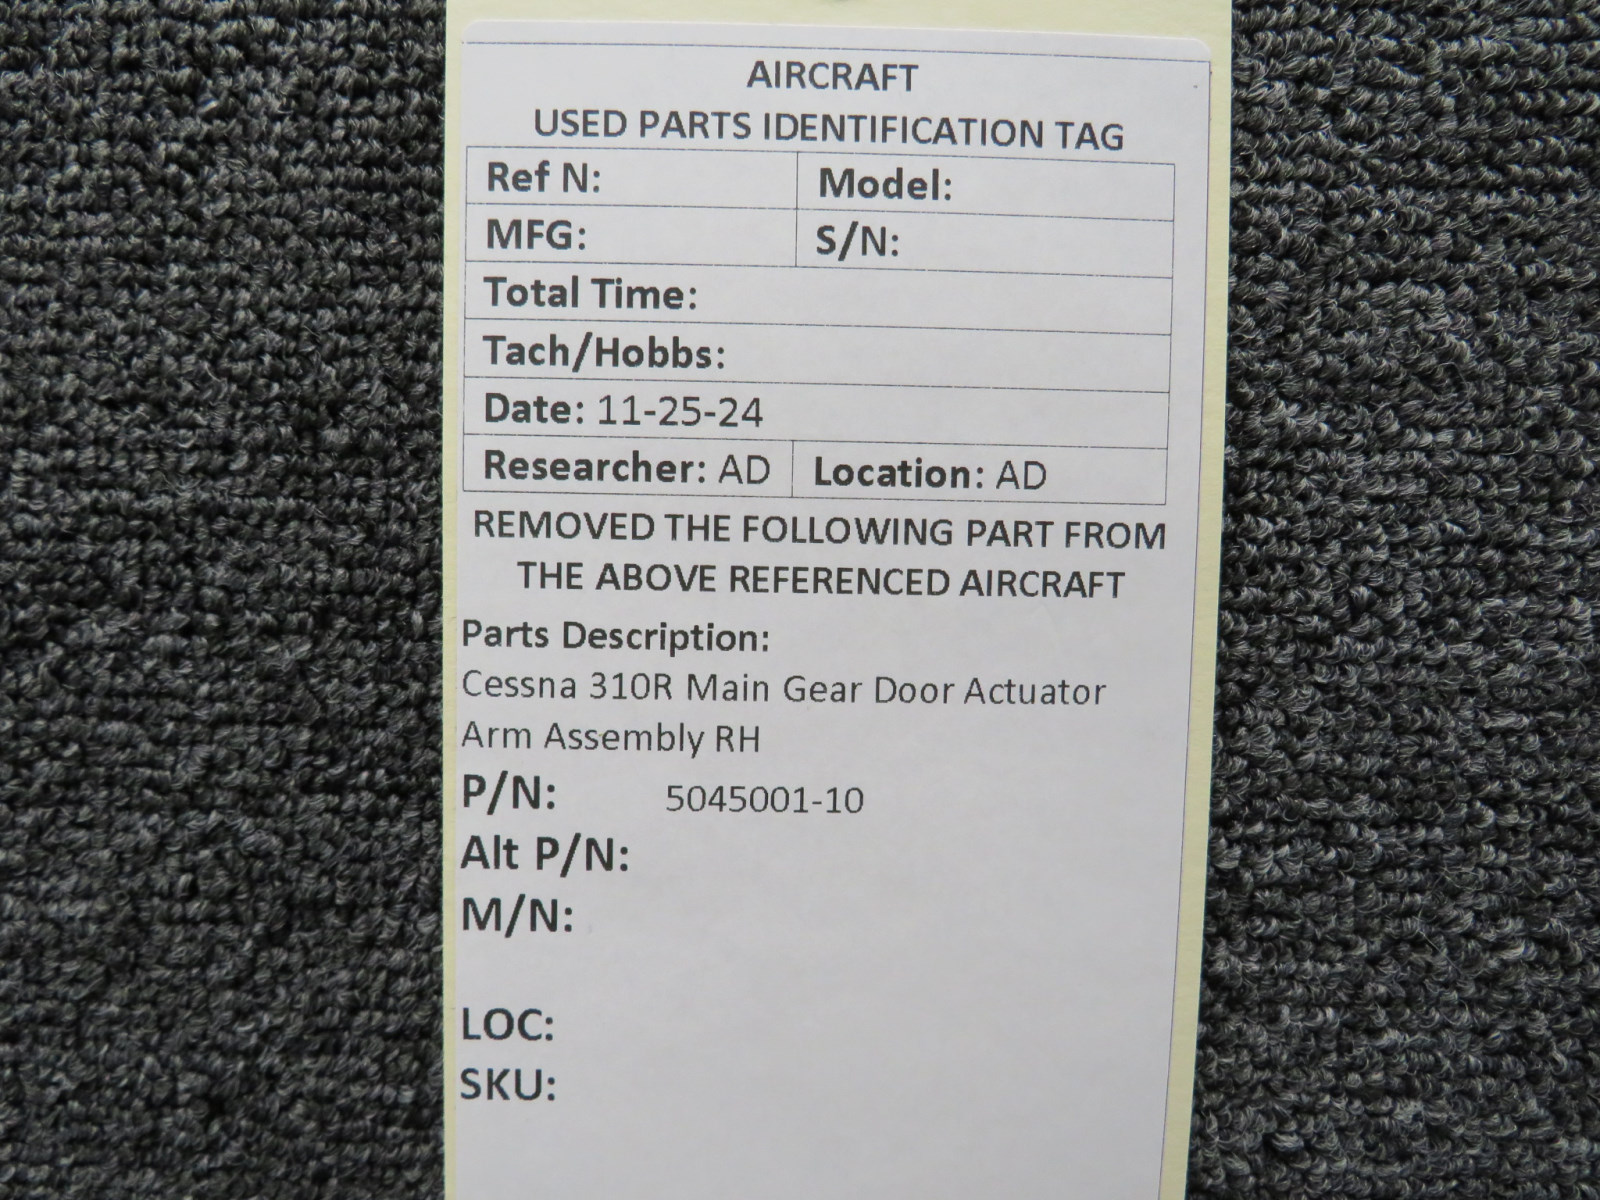 AIRCRAFT
USED PARTS IDENTIFICATION TAG
Ref N: Model:
MFG: S/N:
Total Time:
Tach/Hobbs:
Date: 11-25-24
Researcher: AD Location: AD
REMOVED THE FOLLOWING PART FROM
THE ABOVE REFERENCED AIRCRAFT
Parts Description:
Cessna 310R Main Gear Door Actuator
Arm Assembly RH
P/N: 5045001-10
Alt P/N:
M/N:
LOC:
SKU: